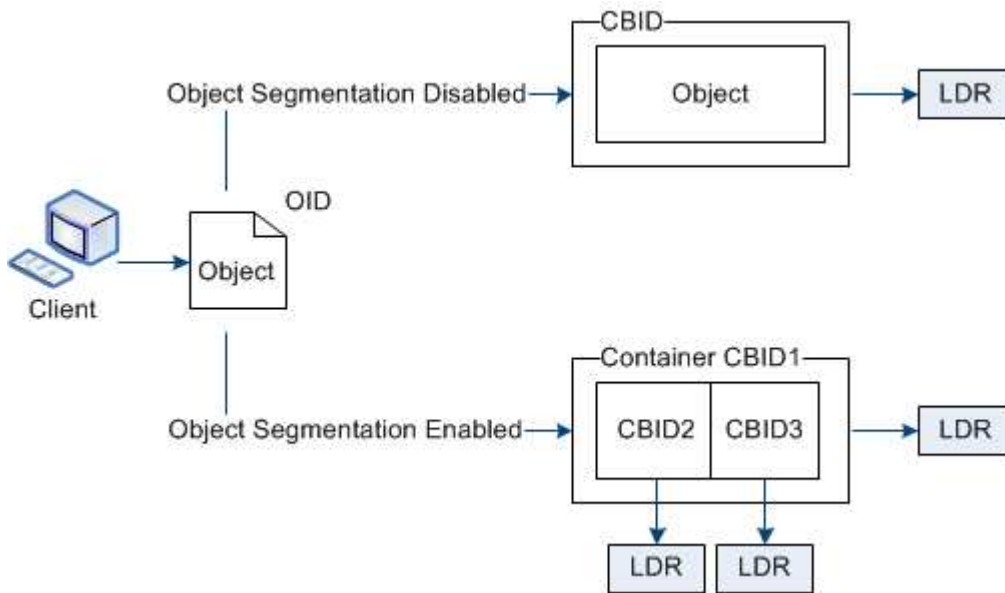 CBID
Object Segmentation Disabled
Object
LDR
OID
Object
Client
Container CBID1
Object Segmentation Enabled
CBID2
CBID3
LDR
LDR
LDR